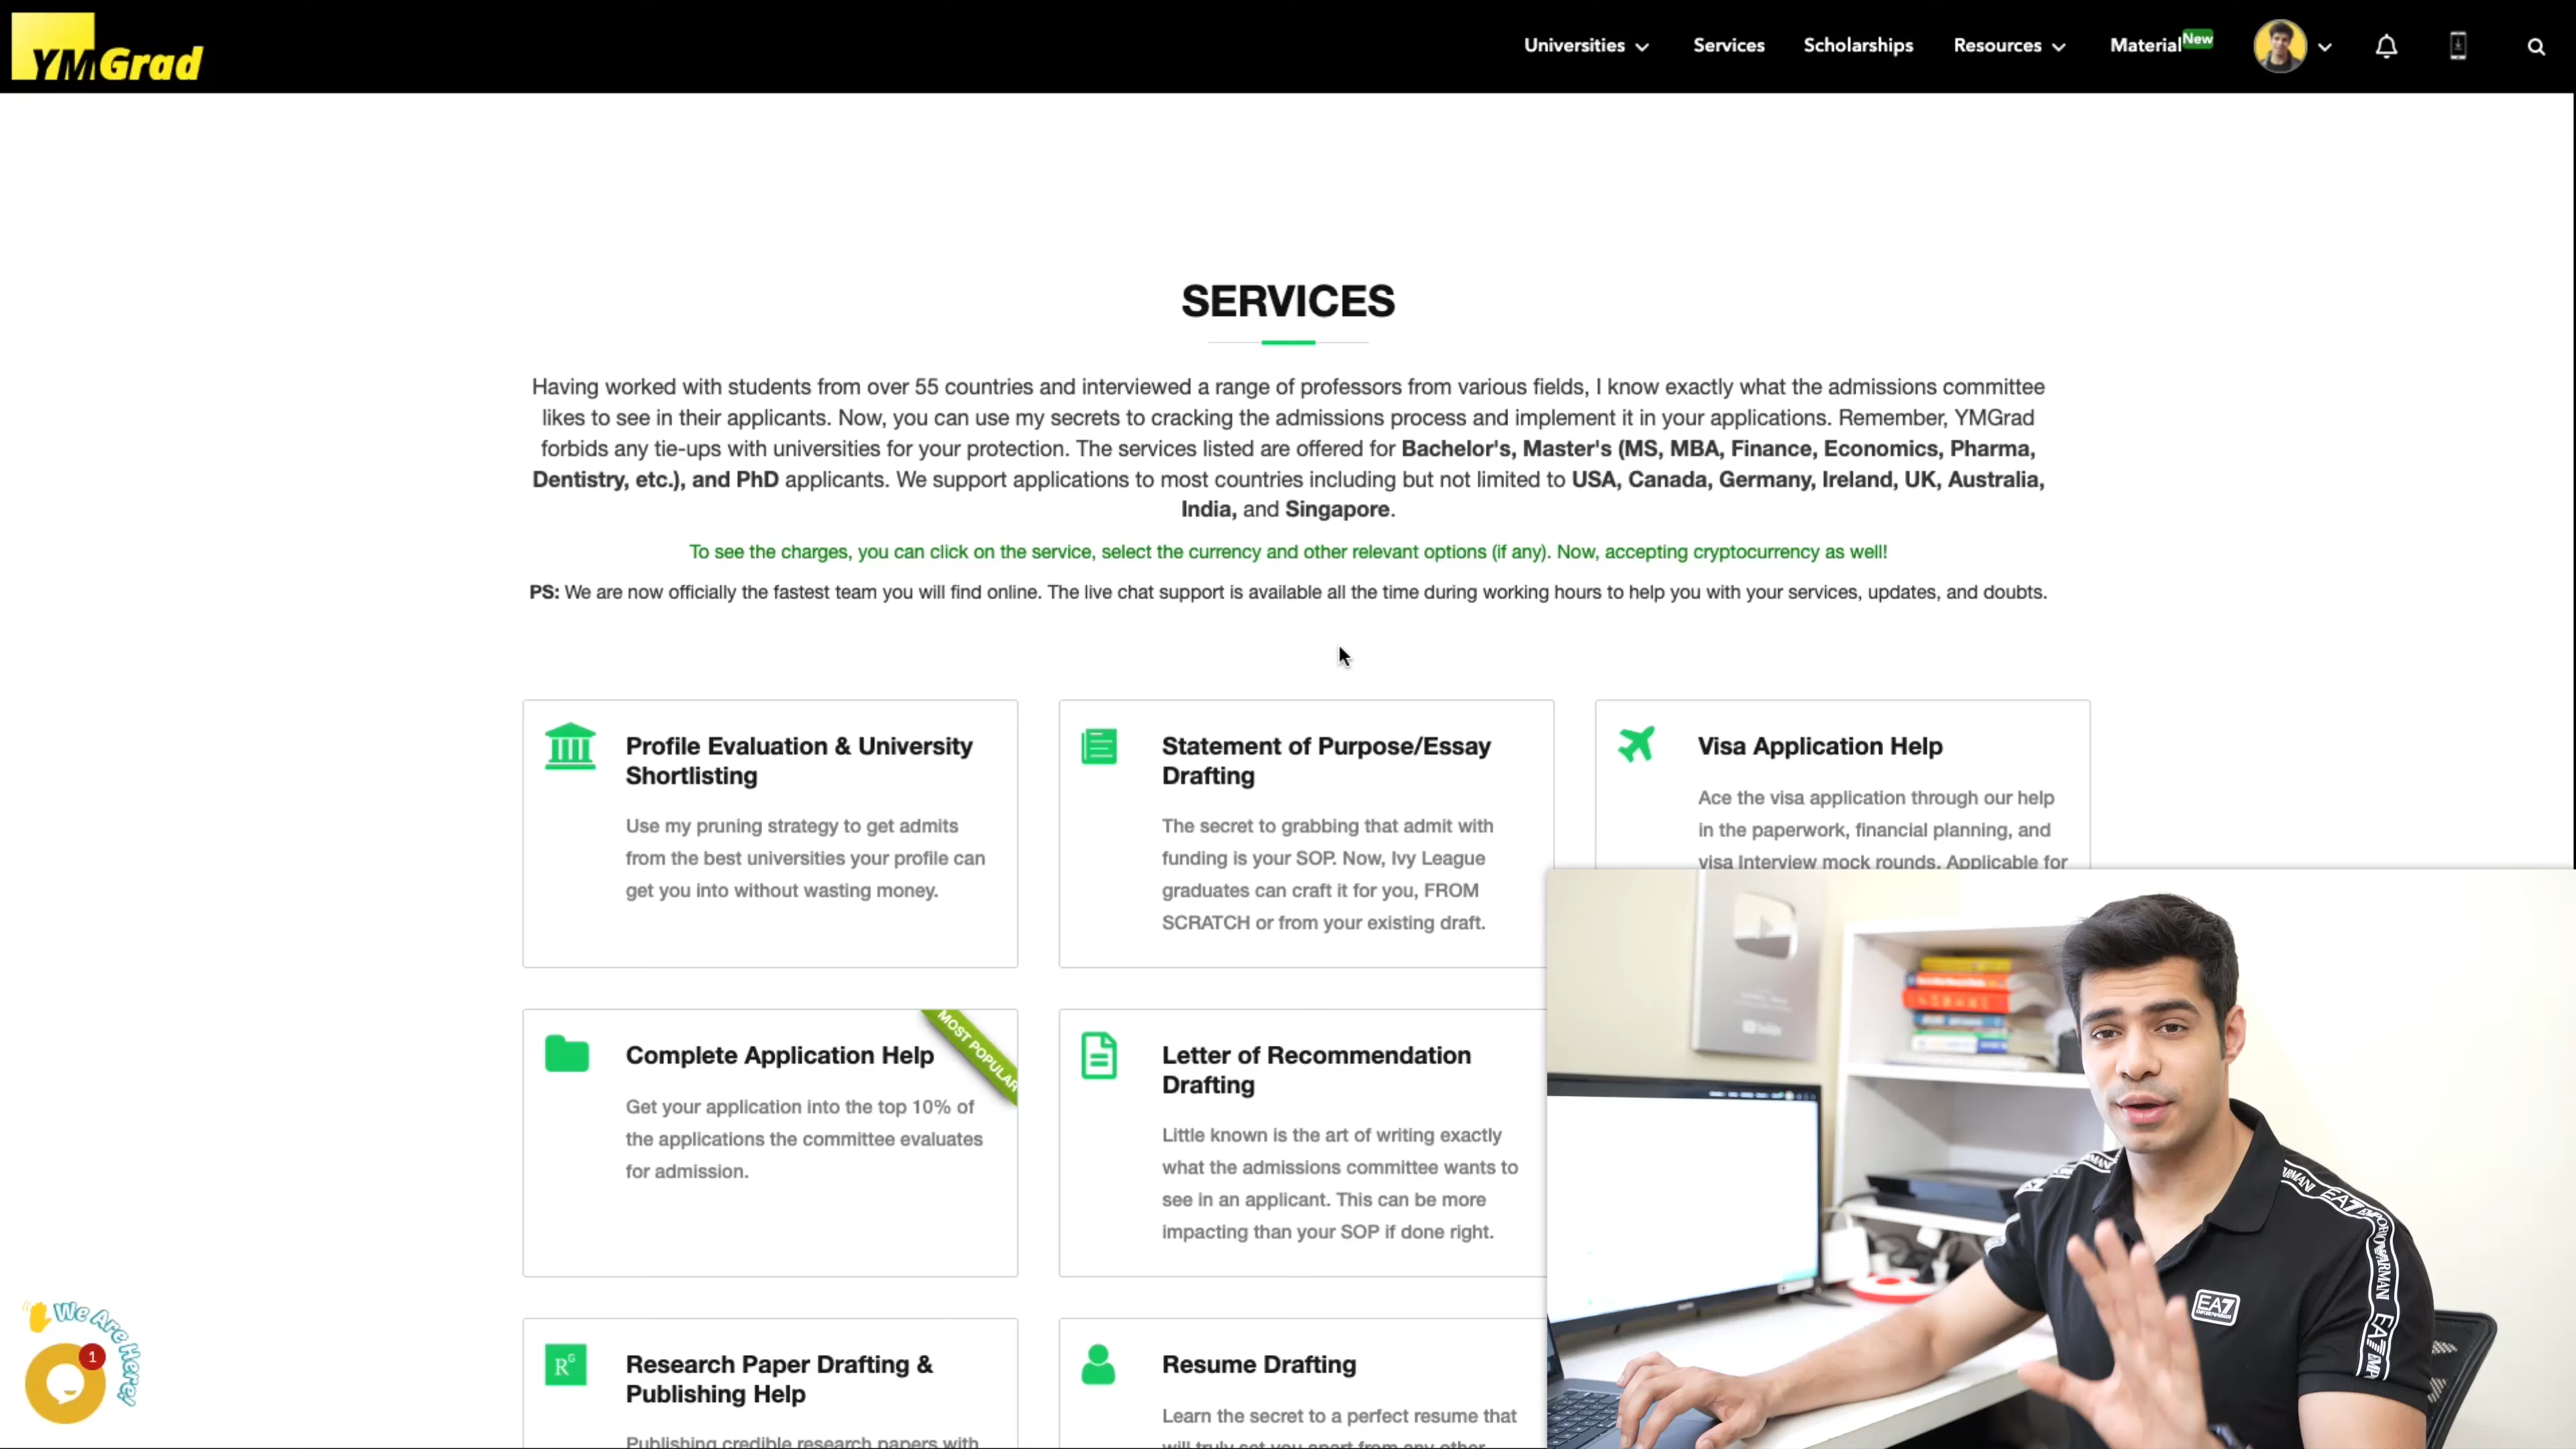 YMGrad
Universities
Services
Scholarships
Resources
Material
New
SERVICES
Having worked with students from over 55 countries and interviewed a range of professors from various fields, I know exactly what the admissions committee
likes to see in their applicants. Now, you can use my secrets to cracking the admissions process and implement it in your applications. Remember, YMGrad
forbids any tie-ups with universities for your protection. The services listed are offered for Bachelor's, Master's (MS, MBA, Finance, Economics, Pharma,
Dentistry, etc.), and PhD applicants. We support applications to most countries including but not limited to USA, Canada, Germany, Ireland, UK, Australia,
India, and Singapore.
To see the charges, you can click on the service, select the currency and other relevant options (if any). Now, accepting cryptocurrency as well!
PS: We are now officially the fastest team you will find online. The live chat support is available all the time during working hours to help you with your services, updates, and doubts.
Profile Evaluation & University
Shortlisting
Use my pruning strategy to get admits
from the best universities your profile can
get you into without wasting money.
Statement of Purpose/Essay
Drafting
The secret to grabbing that admit with
funding is your SOP. Now, Ivy League
graduates can craft it for you, FROM
SCRATCH or from your existing draft.
Visa Application Help
Ace the visa application through our help
in the paperwork, financial planning, and
visa Interview mock rounds. Applicable for
Complete Application Help
MOST POPULAR
Get your application into the top 10% of
the applications the committee evaluates
for admission.
Letter of Recommendation
Drafting
Little known is the art of writing exactly
what the admissions committee wants to
see in an applicant. This can be more
impacting than your SOP if done right.
Research Paper Drafting &
Publishing Help
Publishing credible research papers with
Resume Drafting
Learn the secret to a perfect resume that
will truly set you apart from any other
We Are Here!
1
RG
EA7
EMPORIO ARMANI
EA7